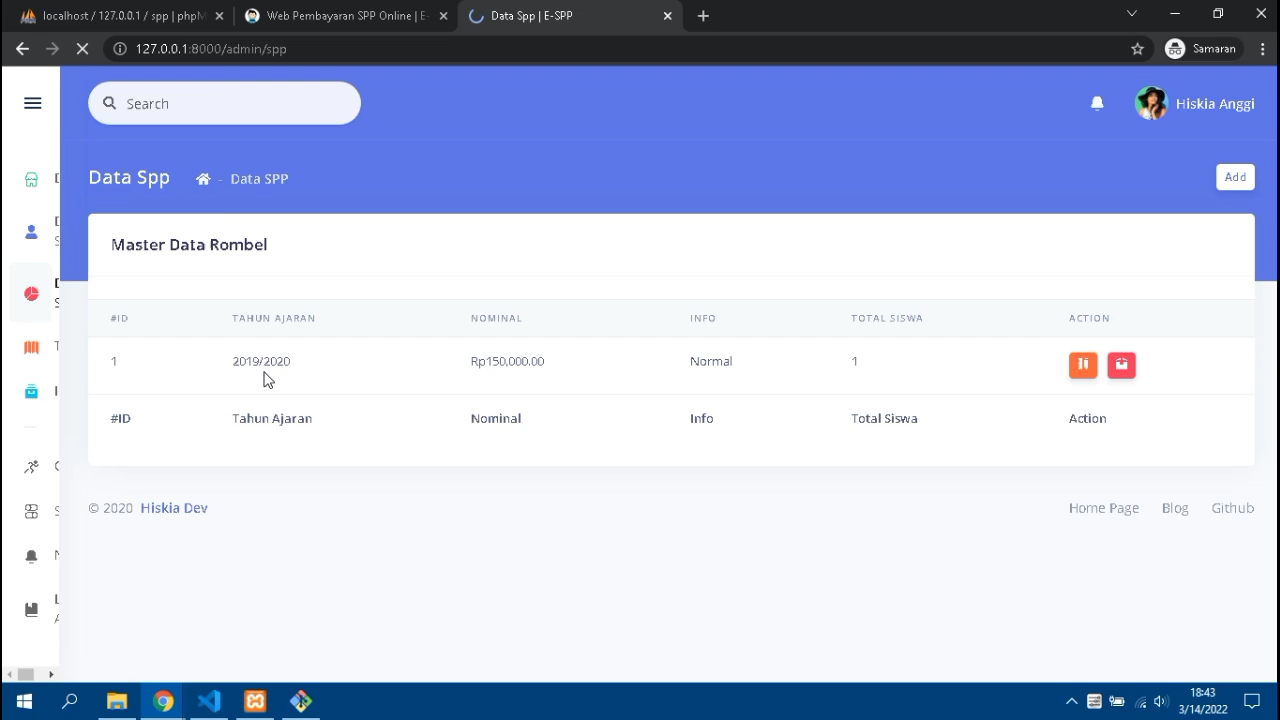 localhost / 127.0.0.1 / spp | phpM
Web Pembayaran SPP Online | E-
Data Spp | E-SPP
127.0.0.1:8000/admin/spp
Samaran
Search
Hiskia Anggi
Data Spp
- Data SPP
Add
Master Data Rombel
#ID TAHUN AJARAN NOMINAL INFO TOTAL SISWA ACTION
1 2019/2020 Rp150,000.00 Normal 1
#ID Tahun Ajaran Nominal Info Total Siswa Action
© 2020 Hiskia Dev
Home Page Blog Github
18:43
3/14/2022